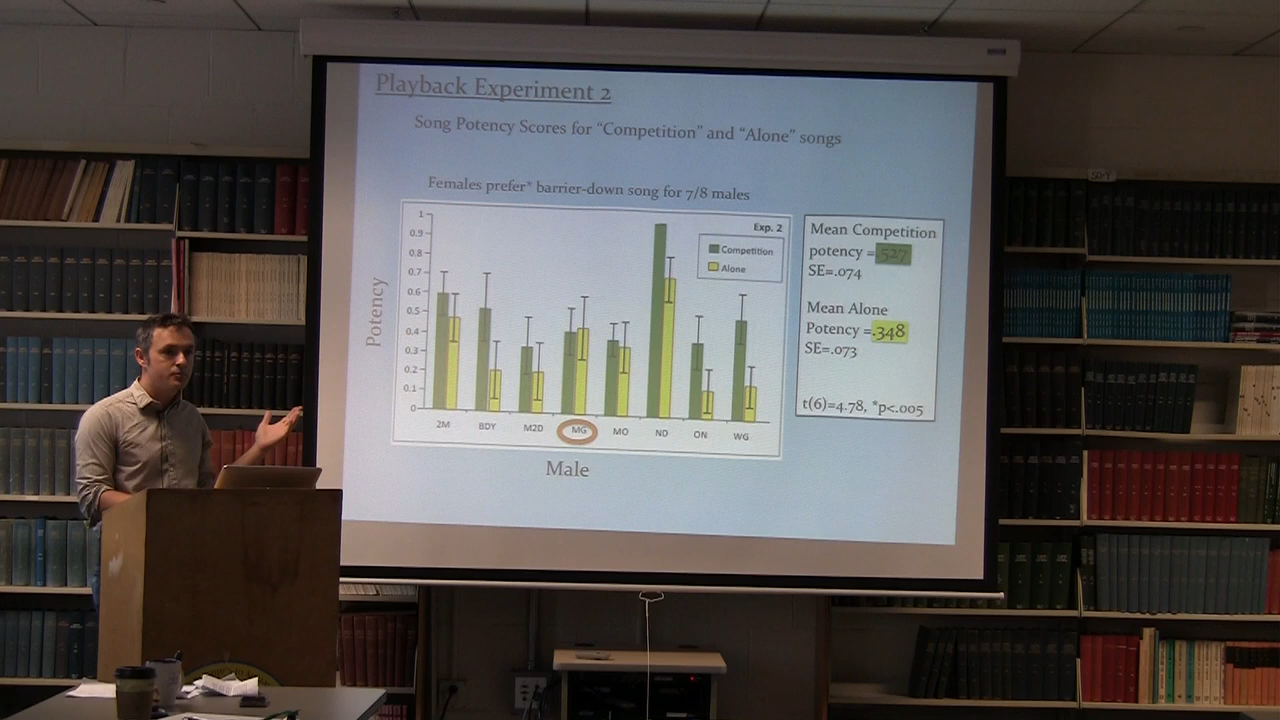 Playback Experiment 2
Song Potency Scores for "Competition" and "Alone" songs
Females prefer* barrier-down song for 7/8 males
Exp. 2
Competition
Alone
Potency
1
0.9
0.8
0.7
0.6
0.5
0.4
0.3
0.2
0.1
0
2M BDY M2D MG MO ND ON WG
Male
Mean Competition
potency =.527
SE=.074
Mean Alone
Potency =.348
SE=.073
t(6)=4.78, *p<.005